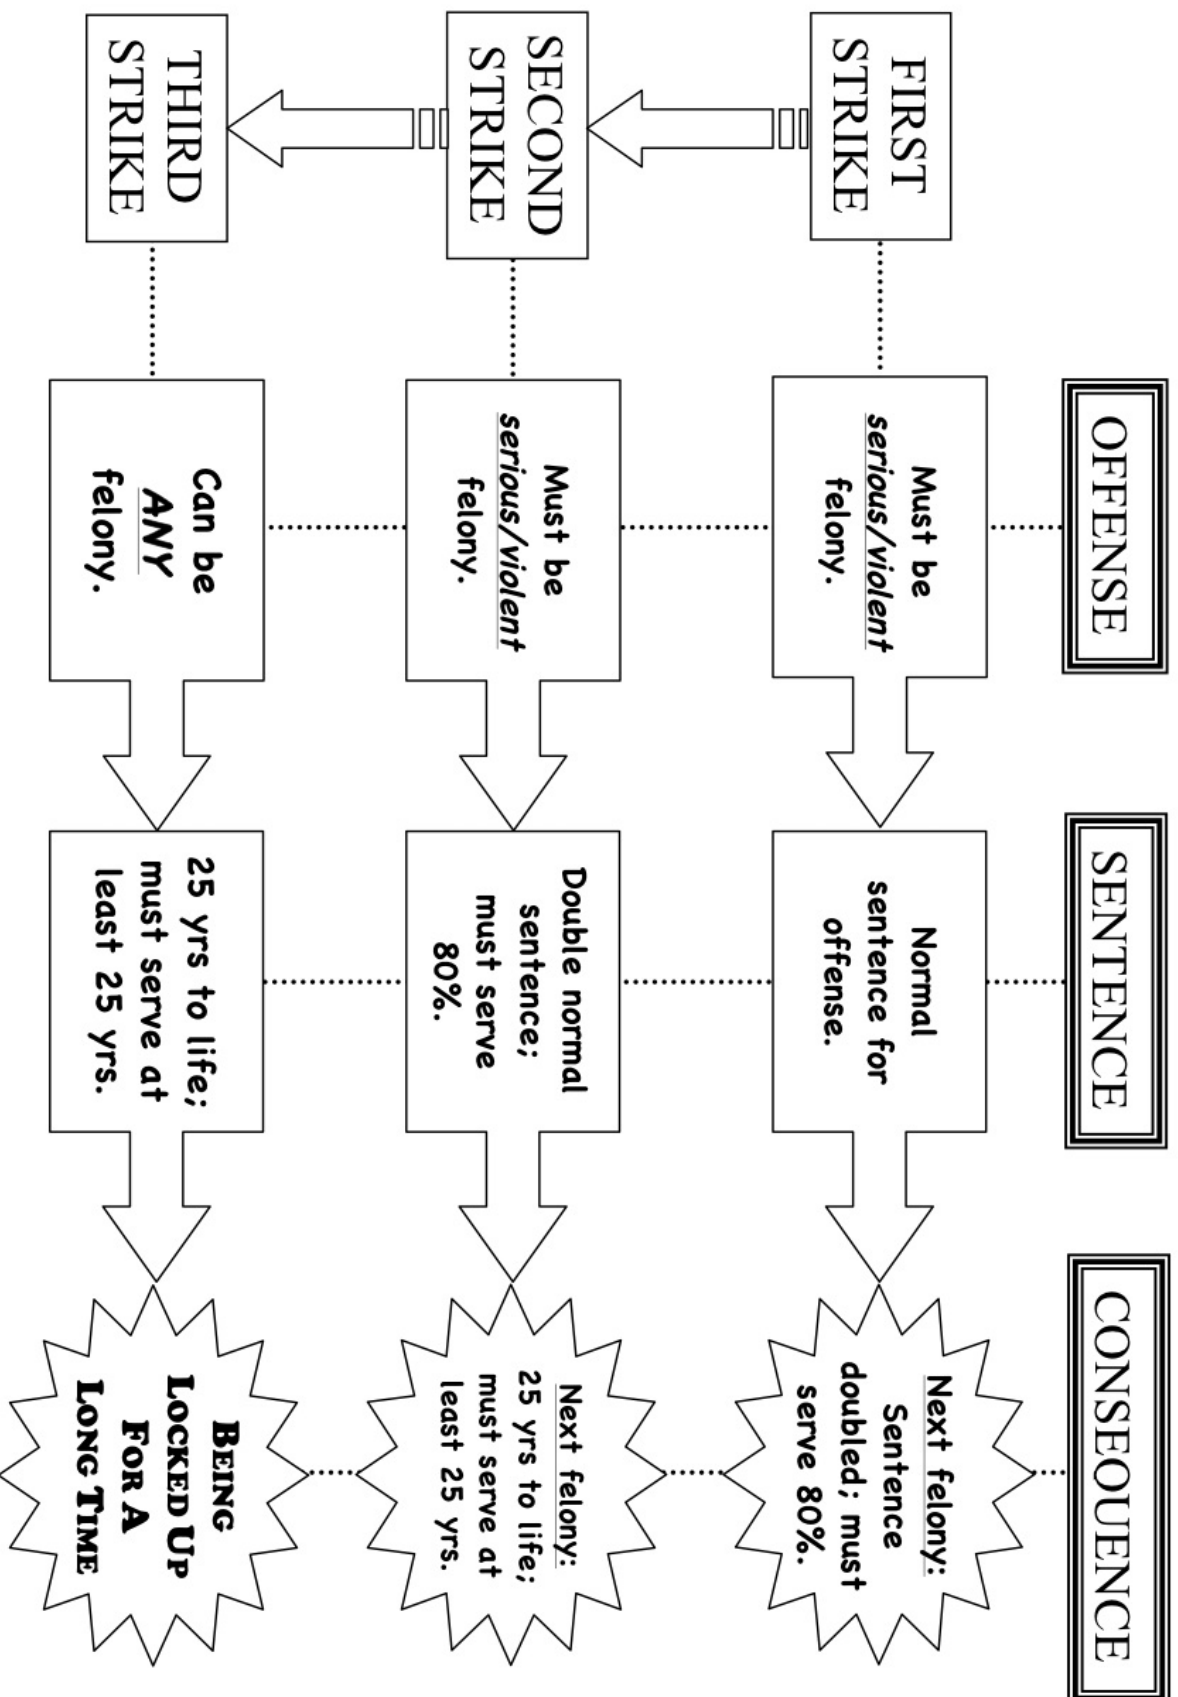 OFFENSE
SENTENCE
CONSEQUENCE
FIRST
STRIKE
Must be
serious/violent
felony.
Normal
sentence for
offense.
Next felony:
Sentence
doubled; must
serve 80%.
SECOND
STRIKE
Must be
serious/violent
felony.
Double normal
sentence;
must serve
80%.
Next felony:
25 yrs to life;
must serve at
least 25 yrs.
THIRD
STRIKE
Can be
ANY
felony.
25 yrs to life;
must serve at
least 25 yrs.
BEING
LOCKED UP
FOR A
LONG TIME